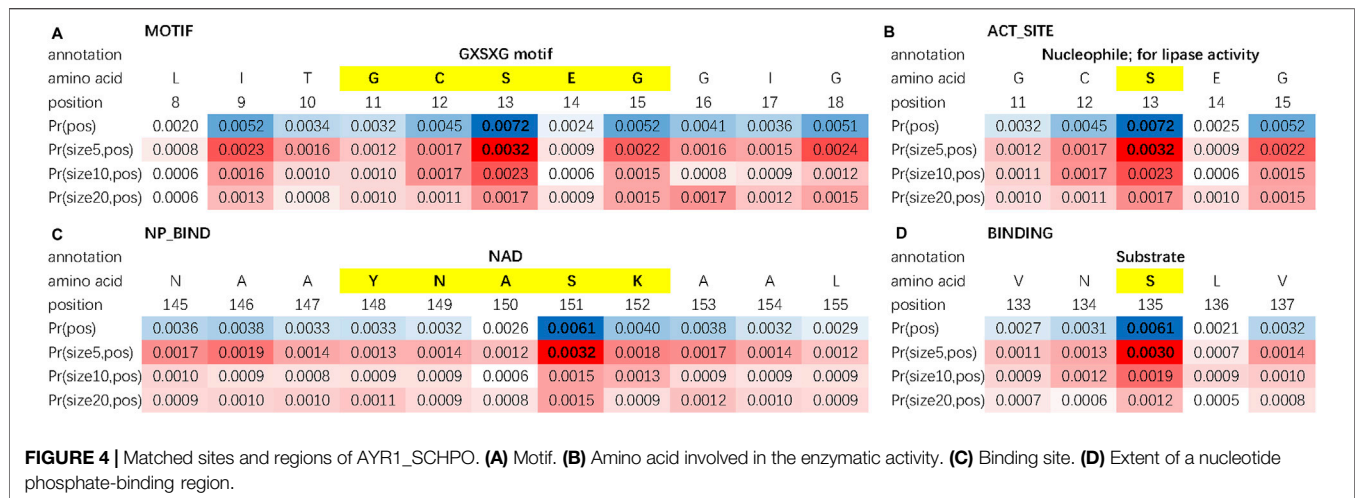 A MOTIF
annotation GXSXG motif
amino acid L I T G C S E G G I G
position 8 9 10 11 12 13 14 15 16 17 18
Pr(pos) 0.0020 0.0052 0.0034 0.0032 0.0045 0.0072 0.0024 0.0052 0.0041 0.0036 0.0051
Pr(size5,pos) 0.0008 0.0023 0.0016 0.0012 0.0017 0.0032 0.0009 0.0022 0.0016 0.0015 0.0024
Pr(size10,pos) 0.0006 0.0016 0.0010 0.0010 0.0017 0.0023 0.0006 0.0015 0.0008 0.0009 0.0012
Pr(size20,pos) 0.0006 0.0013 0.0008 0.0010 0.0011 0.0017 0.0009 0.0015 0.0017 0.0012 0.0015
B ACT_SITE
annotation Nucleophile; for lipase activity
amino acid G C S E G
position 11 12 13 14 15
Pr(pos) 0.0032 0.0045 0.0072 0.0025 0.0052
Pr(size5,pos) 0.0012 0.0017 0.0032 0.0009 0.0022
Pr(size10,pos) 0.0011 0.0017 0.0023 0.0006 0.0015
Pr(size20,pos) 0.0010 0.0011 0.0017 0.0010 0.0015
C NP_BIND
annotation NAD
amino acid N A A Y N A S K A A L
position 145 146 147 148 149 150 151 152 153 154 155
Pr(pos) 0.0036 0.0038 0.0033 0.0033 0.0032 0.0026 0.0061 0.0040 0.0038 0.0032 0.0029
Pr(size5,pos) 0.0017 0.0019 0.0014 0.0013 0.0014 0.0012 0.0032 0.0018 0.0017 0.0014 0.0012
Pr(size10,pos) 0.0010 0.0009 0.0008 0.0009 0.0009 0.0006 0.0015 0.0013 0.0009 0.0009 0.0009
Pr(size20,pos) 0.0009 0.0010 0.0010 0.0011 0.0009 0.0008 0.0015 0.0009 0.0012 0.0010 0.0009
D BINDING
annotation Substrate
amino acid V N S L V
position 133 134 135 136 137
Pr(pos) 0.0027 0.0031 0.0061 0.0021 0.0032
Pr(size5,pos) 0.0011 0.0013 0.0030 0.0007 0.0014
Pr(size10,pos) 0.0009 0.0012 0.0019 0.0009 0.0010
Pr(size20,pos) 0.0007 0.0006 0.0012 0.0005 0.0008
FIGURE 4 | Matched sites and regions of AYR1_SCHPO. (A) Motif. (B) Amino acid involved in the enzymatic activity. (C) Binding site. (D) Extent of a nucleotide
phosphate-binding region.